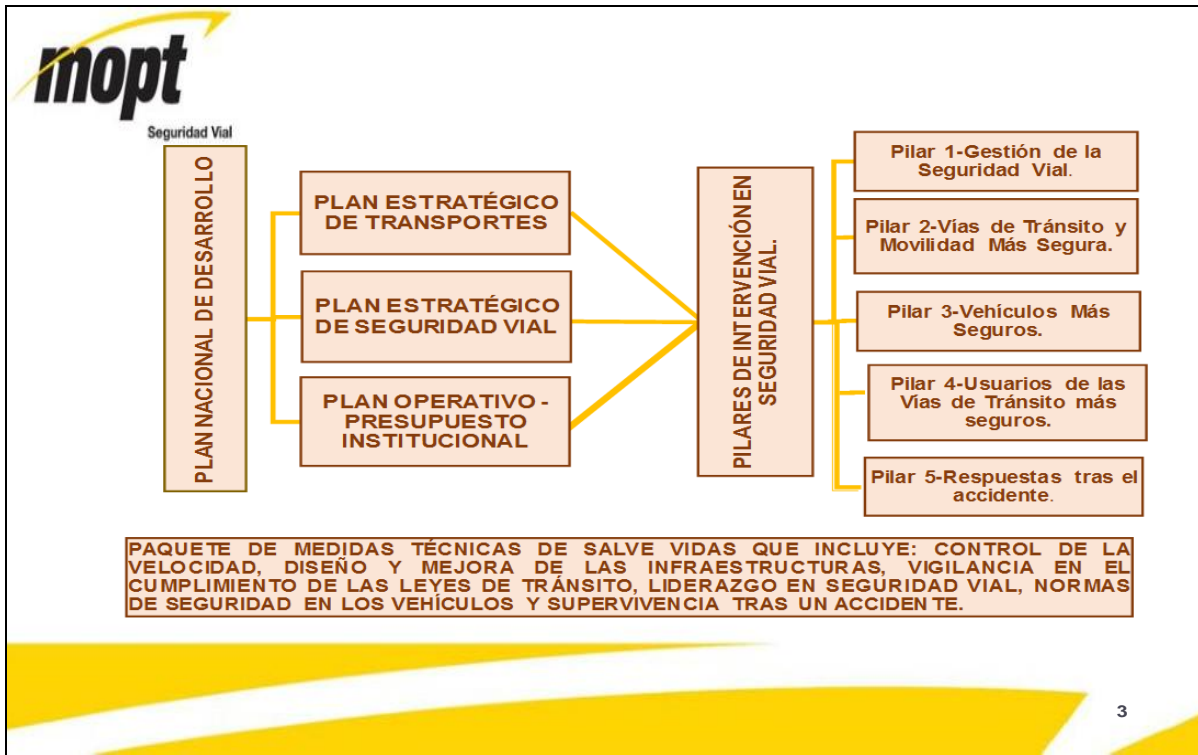 mopt
Seguridad Vial
PLAN NACIONAL DE DESARROLLO
PLAN ESTRATÉGICO
DE TRANSPORTES
PLAN ESTRATÉGICO
DE SEGURIDAD VIAL
PLAN OPERATIVO -
PRESUPUESTO
INSTITUCIONAL
PILARES DE INTERVENCIÓN EN
SEGURIDAD VIAL.
Pilar 1-Gestión de la
Seguridad Vial.
Pilar 2-Vías de Tránsito y
Movilidad Más Segura.
Pilar 3-Vehículos Más
Seguros.
Pilar 4-Usuarios de las
Vías de Tránsito más
seguros.
Pilar 5-Respuestas tras el
accidente.
PAQUETE DE MEDIDAS TÉCNICAS DE SALVE VIDAS QUE INCLUYE: CONTROL DE LA
VELOCIDAD, DISEÑO Y MEJORA DE LAS INFRAESTRUCTURAS, VIGILANCIA EN EL
CUMPLIMIENTO DE LAS LEYES DE TRÁNSITO, LIDERAZGO EN SEGURIDAD VIAL, NORMAS
DE SEGURIDAD EN LOS VEHÍCULOS Y SUPERVIVENCIA TRAS UN ACCIDENTE.
3